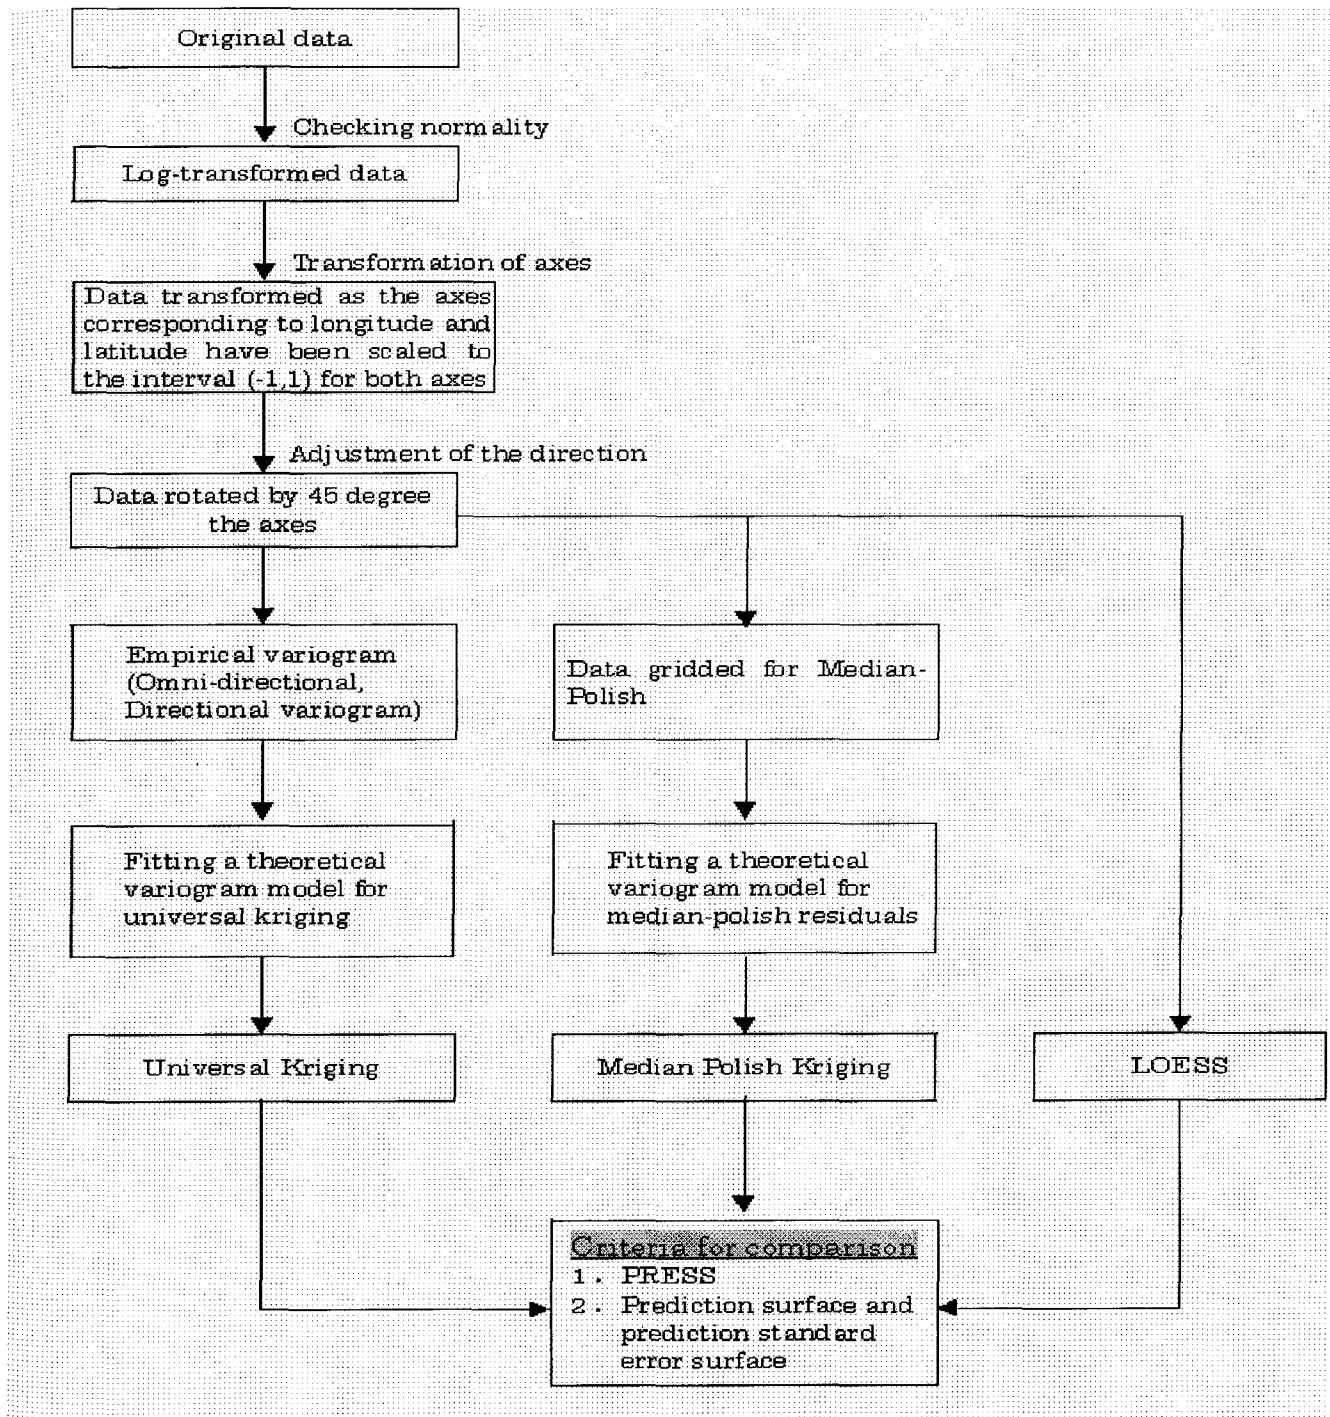 Original data
Checking normality
Log-transformed data
Transformation of axes
Data transformed as the axes
corresponding to longitude and
latitude have been scaled to
the interval (-1,1) for both axes
Adjustment of the direction
Data rotated by 45 degree
the axes
Empirical variogram
(Omni-directional,
Directional variogram)
Data gridded for Median-
Polish
Fitting a theoretical
variogram model for
universal kriging
Fitting a theoretical
variogram model for
median-polish residuals
Universal Kriging
Median Polish Kriging
LOESS
Criteria for comparison
1. PRESS
2. Prediction surface and
prediction standard
error surface